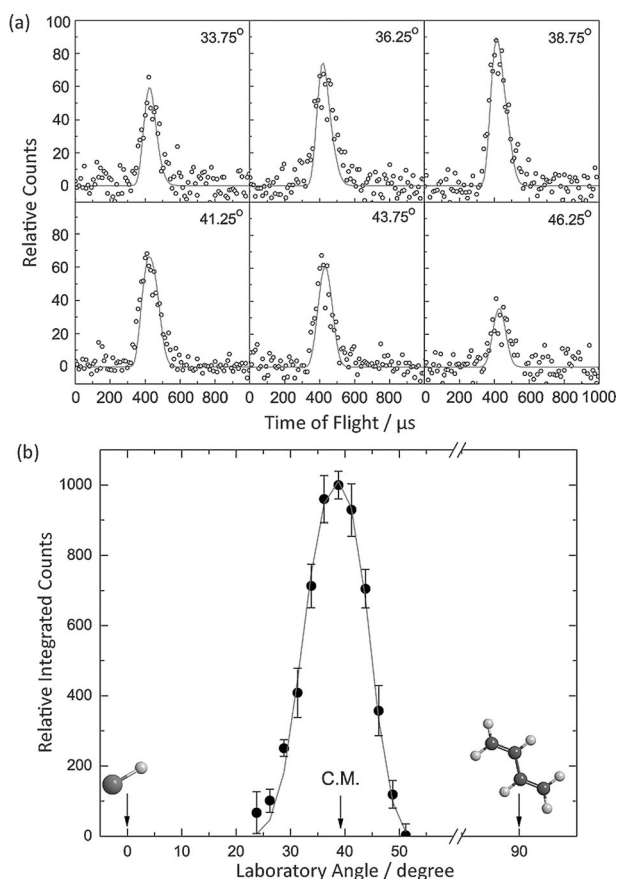 (a)
33.75°
36.25°
38.75°
100
80
60
40
20
0
Relative Counts
41.25°
43.75°
46.25°
80
60
40
20
0
0 200 400 600 800 0 200 400 600 800 0 200 400 600 800 1000
Time of Flight / μs
(b)
1000
800
600
400
200
0
Relative Integrated Counts
C.M.
0 10 20 30 40 50 90
Laboratory Angle / degree